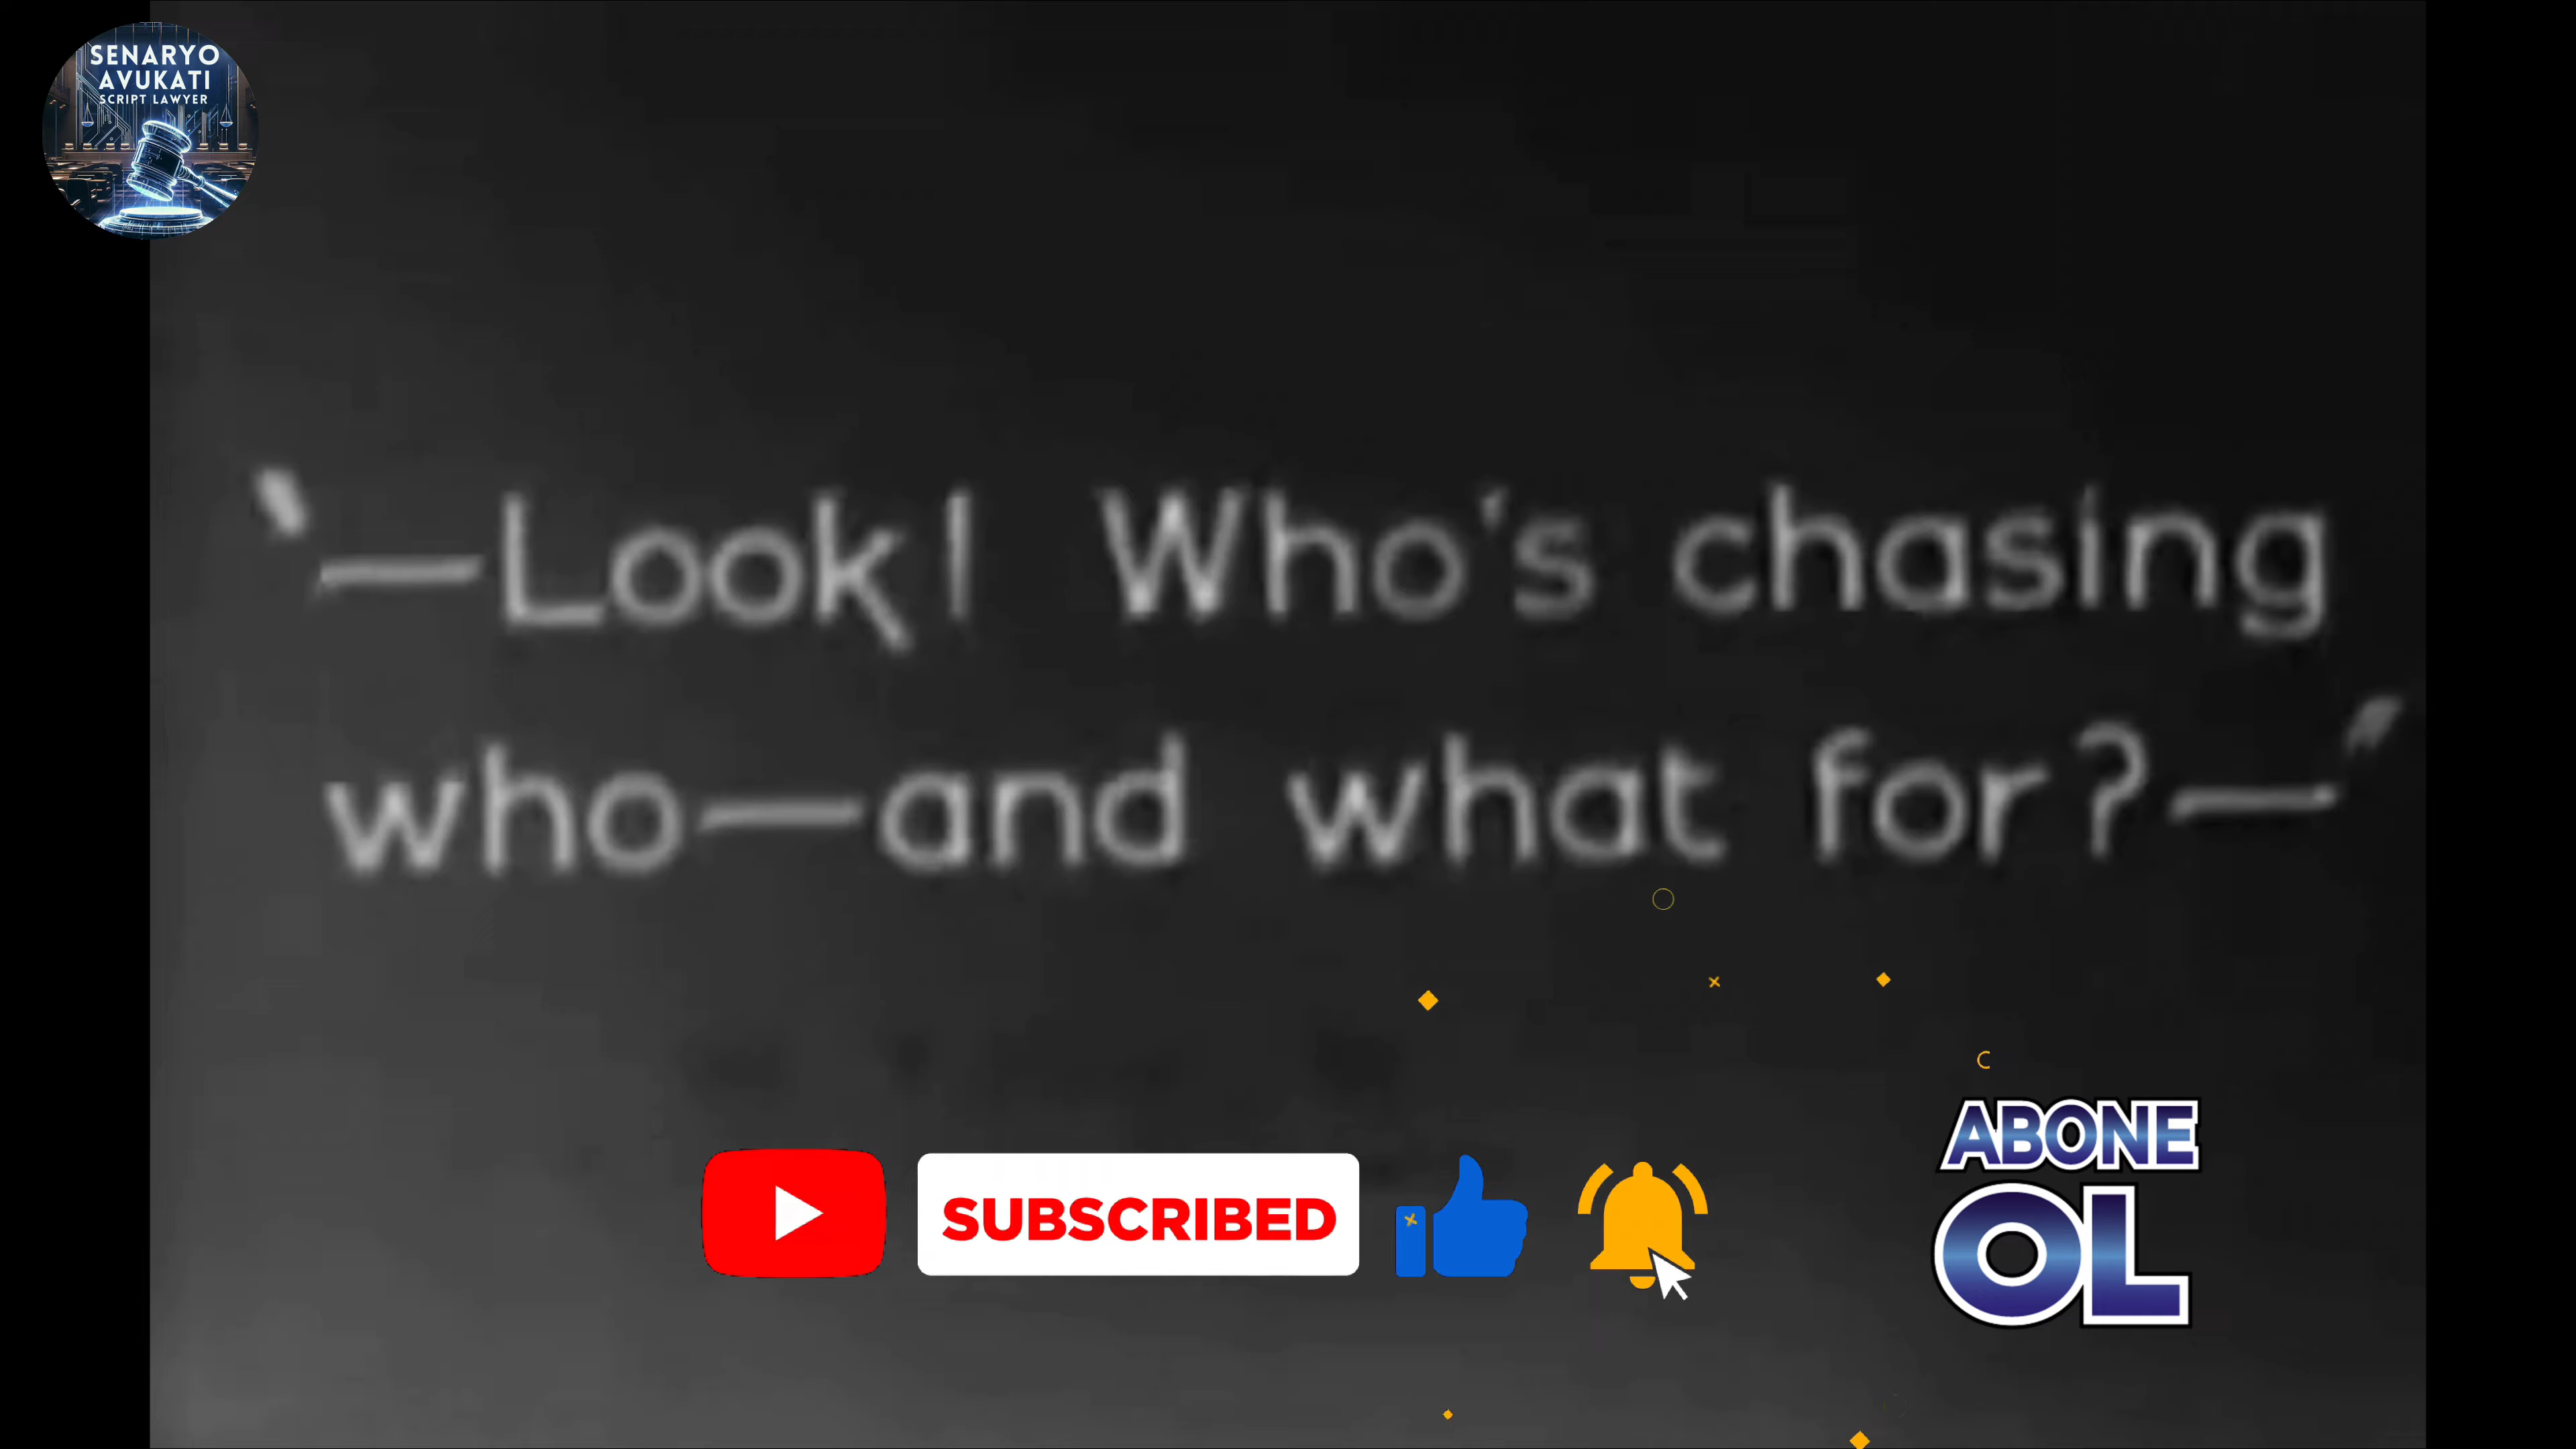 SENARYO
AVUKATI
SCRIPT LAWYER
‵—Look! Who's chasing
who—and what for?—′
SUBSCRIBED
ABONE
OL